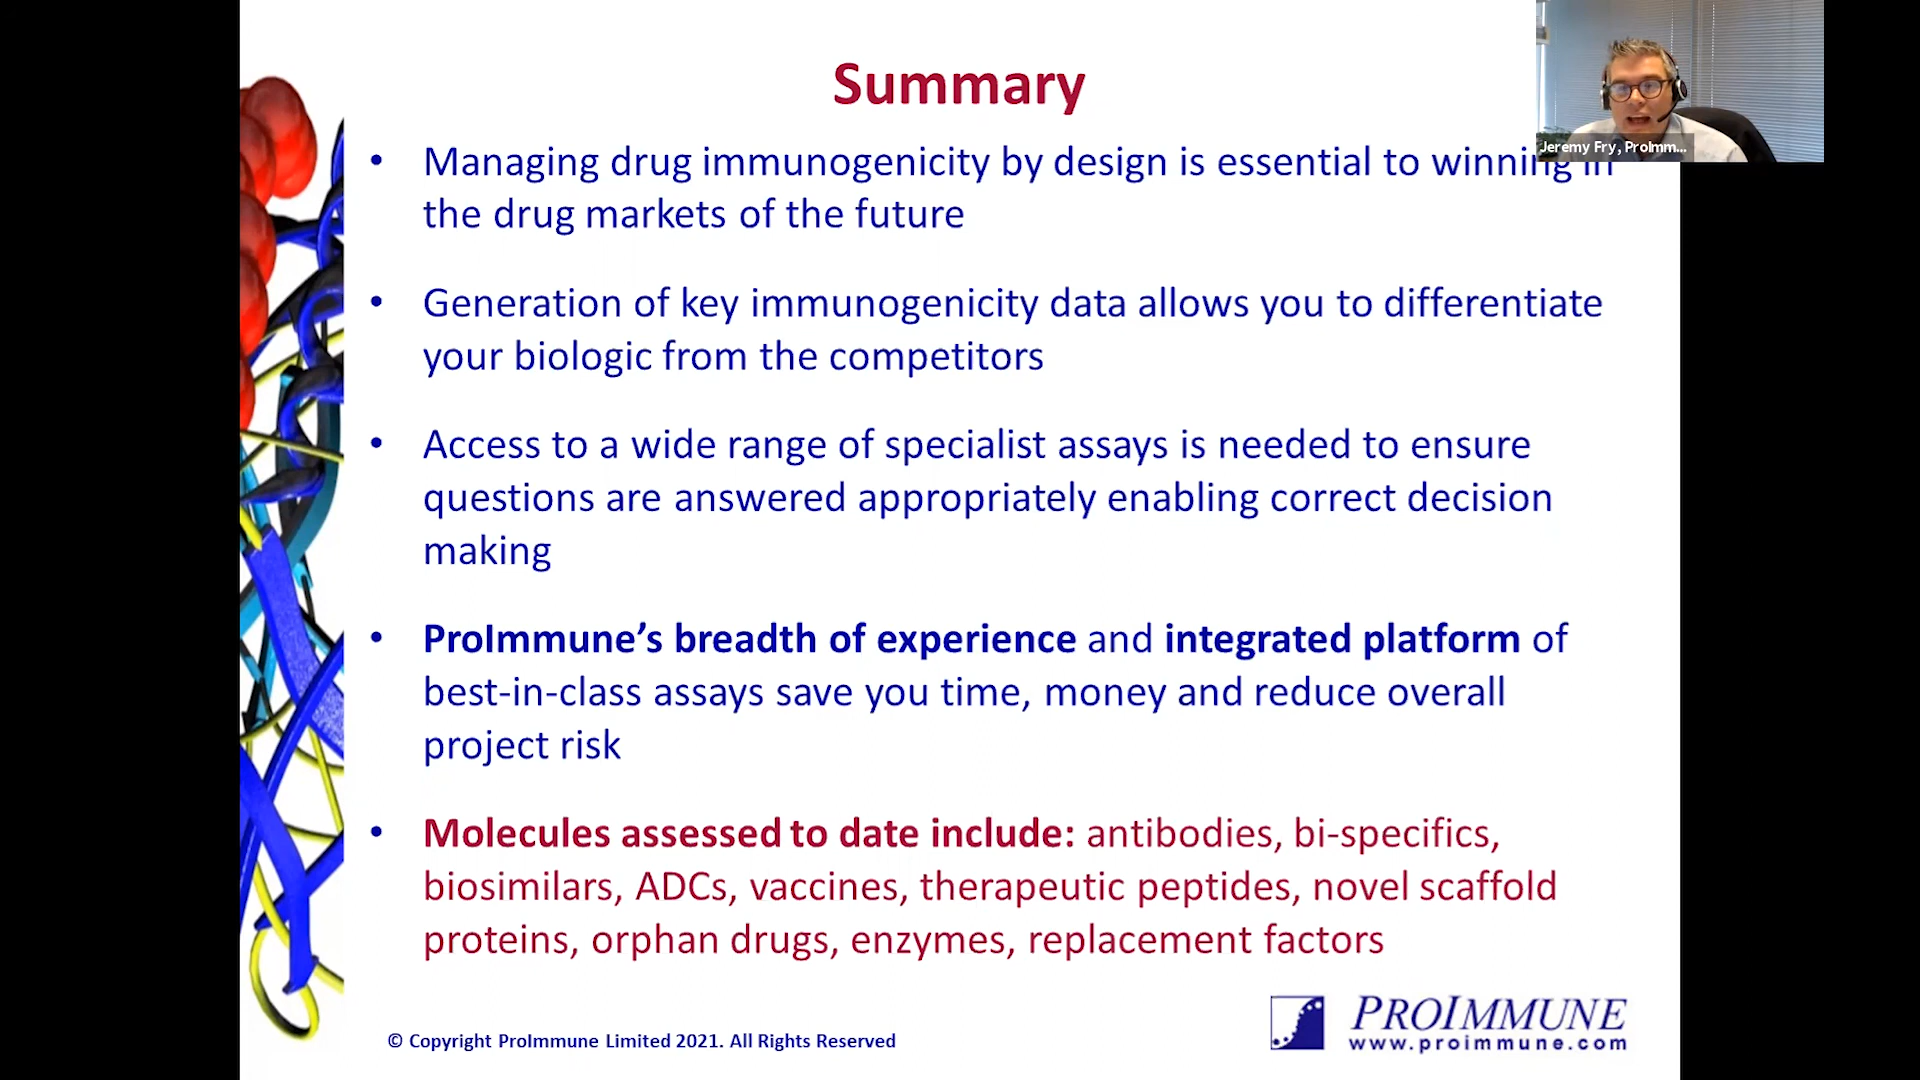 Summary
Jeremy Fry, ProImm...
• Managing drug immunogenicity by design is essential to winning in
the drug markets of the future
• Generation of key immunogenicity data allows you to differentiate
your biologic from the competitors
• Access to a wide range of specialist assays is needed to ensure
questions are answered appropriately enabling correct decision
making
• ProImmune’s breadth of experience and integrated platform of
best-in-class assays save you time, money and reduce overall
project risk
• Molecules assessed to date include: antibodies, bi-specifics,
biosimilars, ADCs, vaccines, therapeutic peptides, novel scaffold
proteins, orphan drugs, enzymes, replacement factors
© Copyright ProImmune Limited 2021. All Rights Reserved
PROIMMUNE
www.proimmune.com